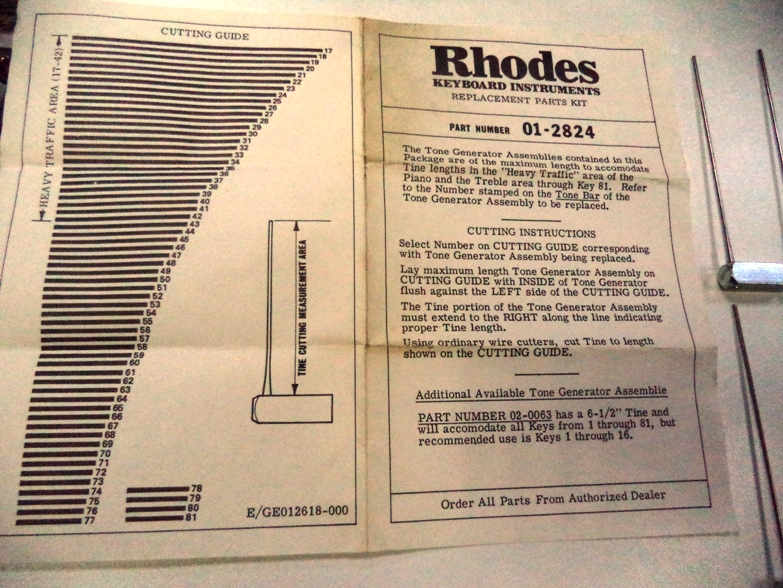 CUTTING GUIDE
HEAVY TRAFFIC AREA (17-42)
17
18
19
20
21
22
23
24
25
26
27
28
29
30
31
32
33
34
35
36
37
38
39
40
41
42
43
44
45
46
47
48
49
50
51
52
53
54
55
56
57
58
59
60
61
62
63
64
65
66
67
68
69
70
71
72
73
74
75
76
77
78
79
80
81
TINE CUTTING MEASUREMENT AREA
E/GE012618-000
Rhodes
KEYBOARD INSTRUMENTS
REPLACEMENT PARTS KIT
PART NUMBER 01-2824
The Tone Generator Assemblies contained in this
Package are of the maximum length to accomodate
Tine lengths in the "Heavy Traffic" area of the
Piano and the Treble area through Key 81. Refer
to the Number stamped on the Tone Bar of the
Tone Generator Assembly to be replaced.
CUTTING INSTRUCTIONS
Select Number on CUTTING GUIDE corresponding
with Tone Generator Assembly being replaced.
Lay maximum length Tone Generator Assembly on
CUTTING GUIDE with INSIDE of Tone Generator
flush against the LEFT side of the CUTTING GUIDE.
The Tine portion of the Tone Generator Assembly
must extend to the RIGHT along the line indicating
proper Tine length.
Using ordinary wire cutters, cut Tine to length
shown on the CUTTING GUIDE.
Additional Available Tone Generator Assemblie
PART NUMBER 02-0063 has a 6-1/2" Tine and
will accomodate all Keys from 1 through 81, but
recommended use is Keys 1 through 16.
Order All Parts From Authorized Dealer